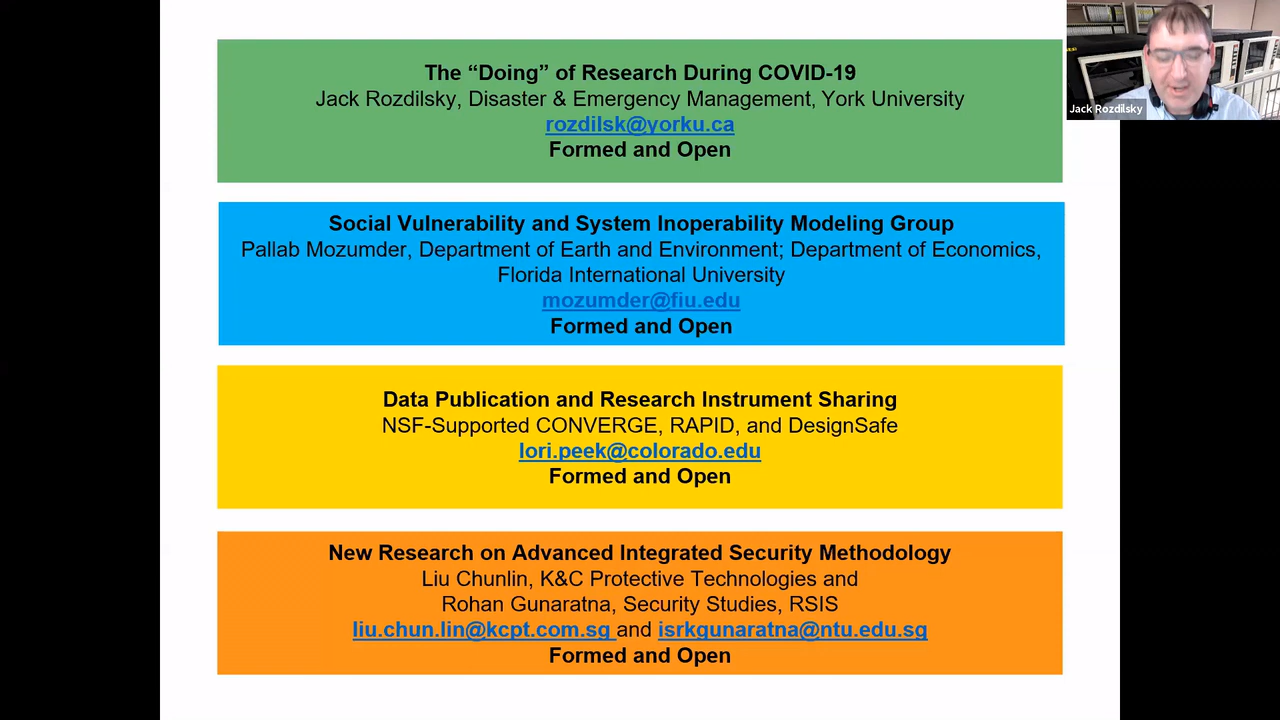 The “Doing” of Research During COVID-19
Jack Rozdilsky, Disaster & Emergency Management, York University
rozdilsk@yorku.ca
Formed and Open
Jack Rozdilsky
Social Vulnerability and System Inoperability Modeling Group
Pallab Mozumder, Department of Earth and Environment; Department of Economics,
Florida International University
mozumder@fiu.edu
Formed and Open
Data Publication and Research Instrument Sharing
NSF-Supported CONVERGE, RAPID, and DesignSafe
lori.peek@colorado.edu
Formed and Open
New Research on Advanced Integrated Security Methodology
Liu Chunlin, K&C Protective Technologies and
Rohan Gunaratna, Security Studies, RSIS
liu.chun.lin@kcpt.com.sg and isrkgunaratna@ntu.edu.sg
Formed and Open